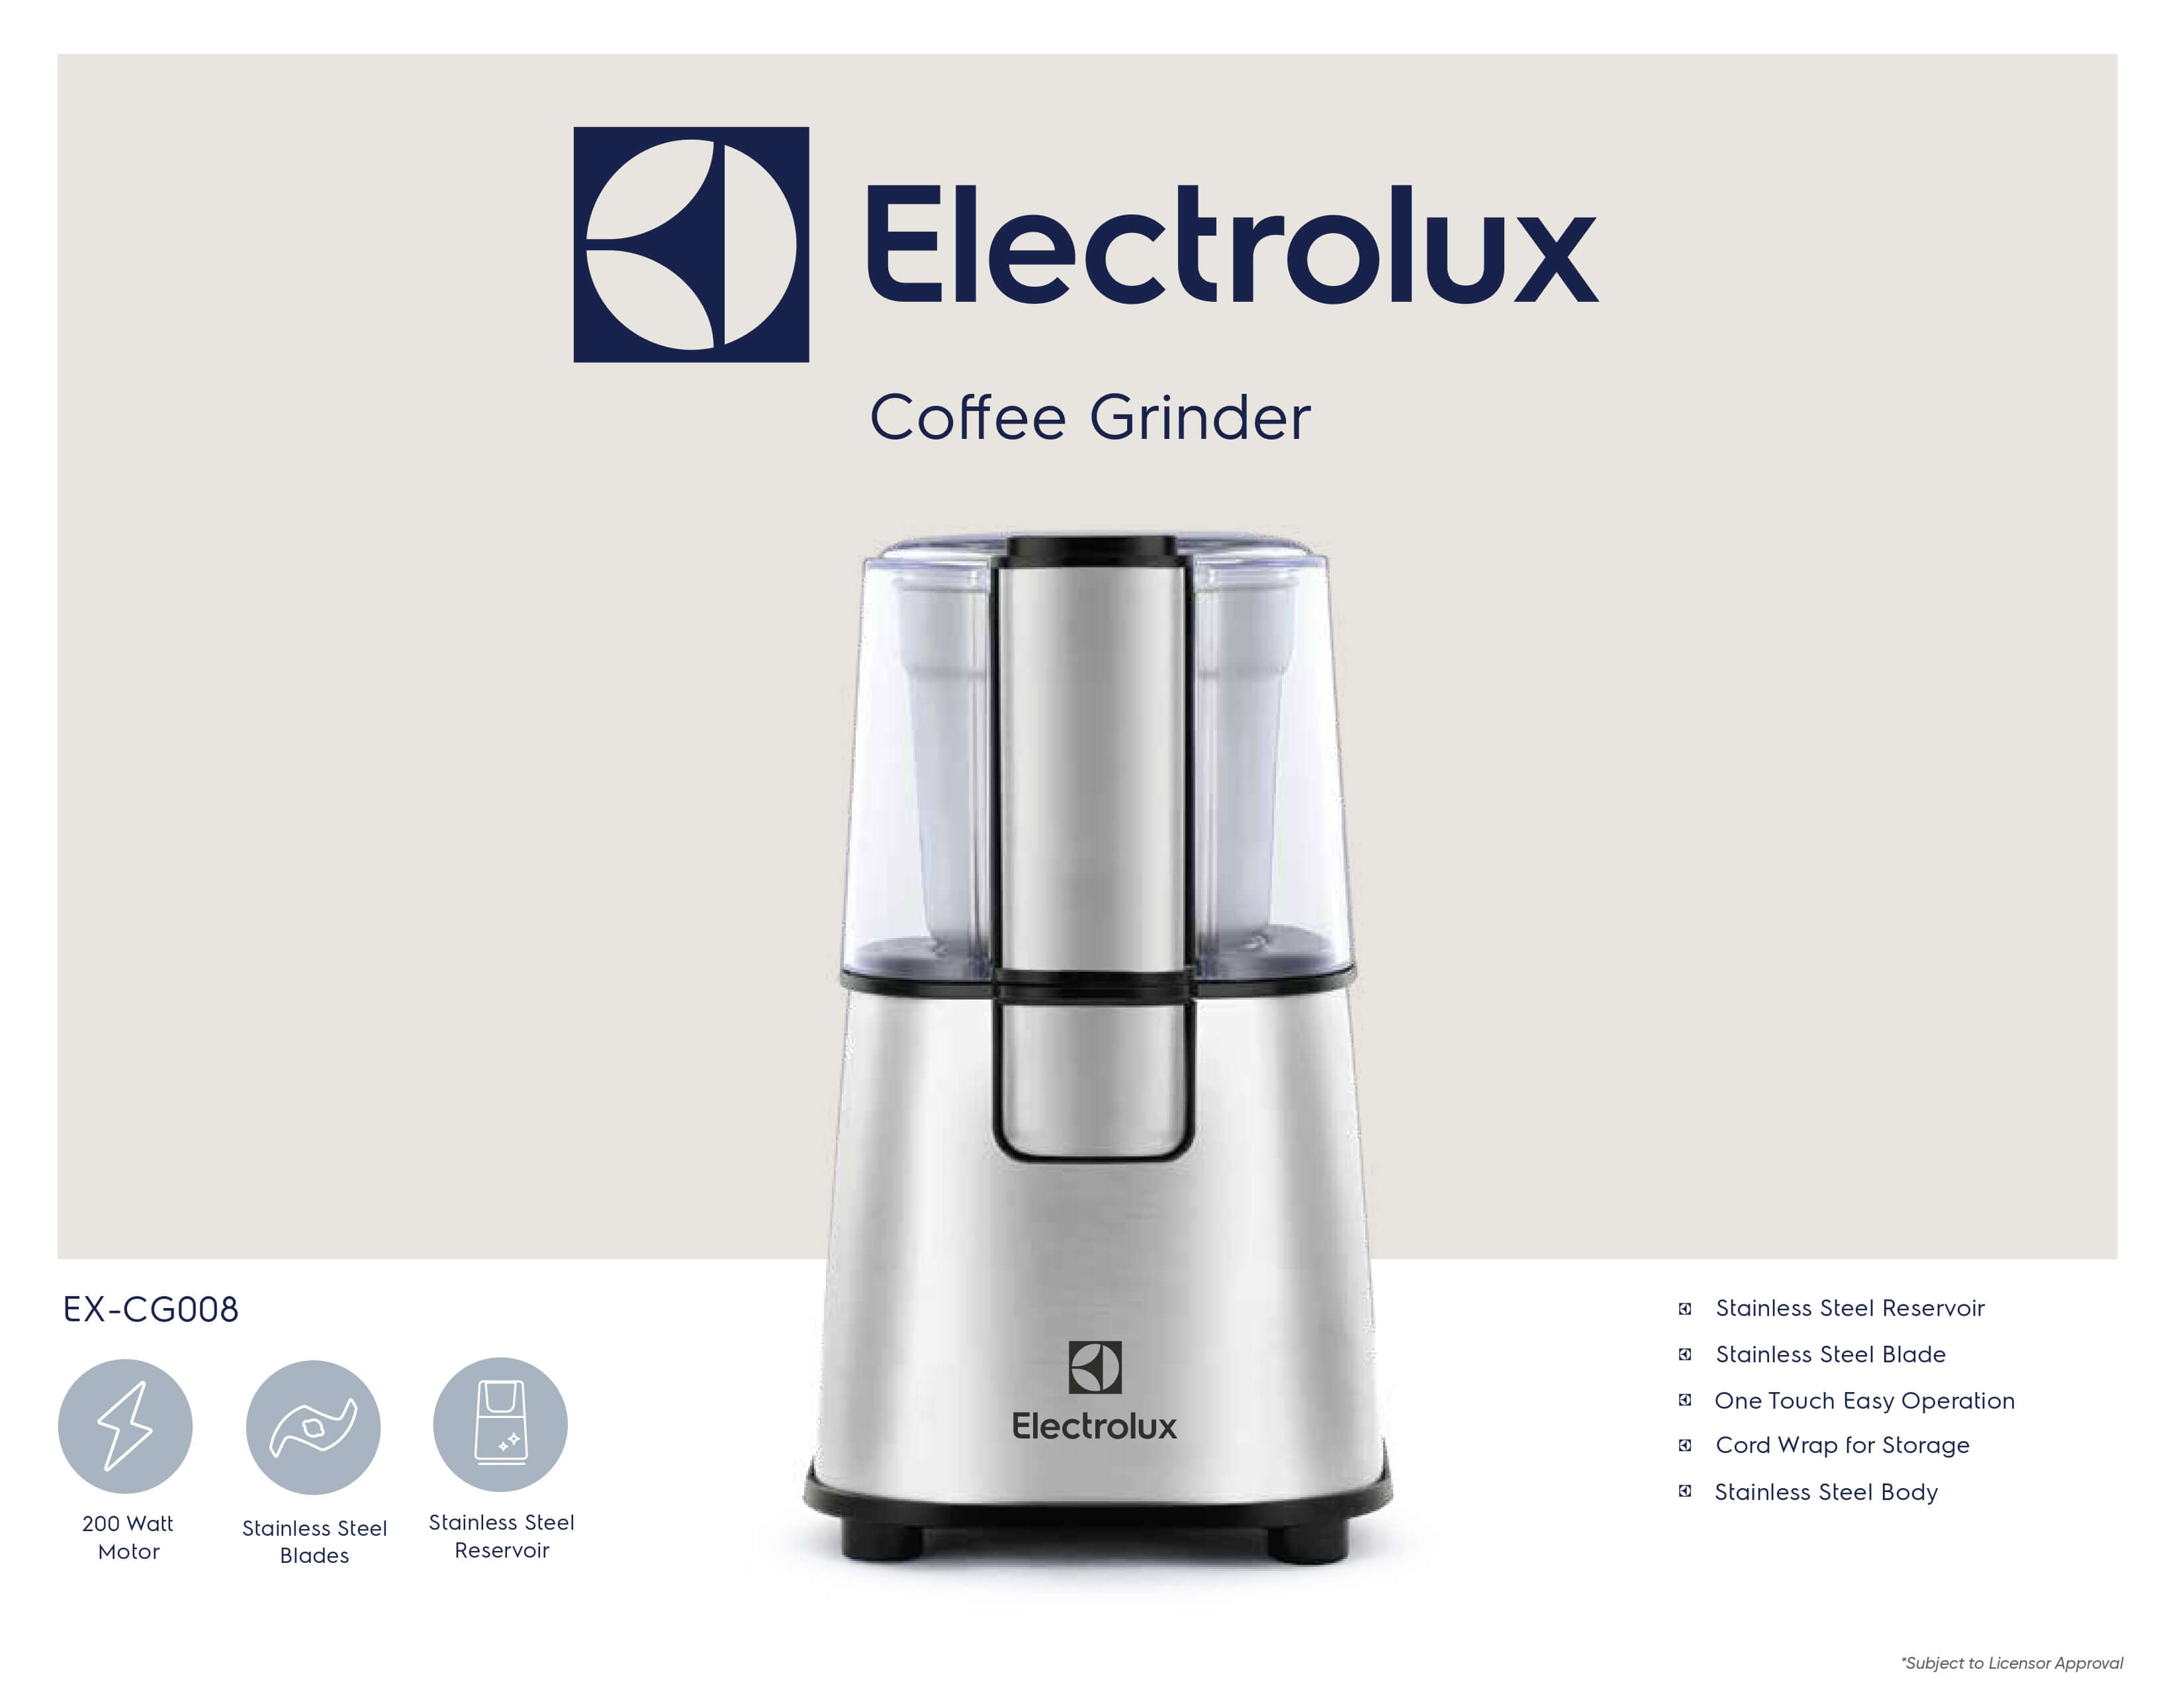 Electrolux
Coffee Grinder
Electrolux
EX-CG008
200 Watt
Motor
Stainless Steel
Blades
Stainless Steel
Reservoir
Stainless Steel Reservoir
Stainless Steel Blade
One Touch Easy Operation
Cord Wrap for Storage
Stainless Steel Body
*Subject to Licensor Approval